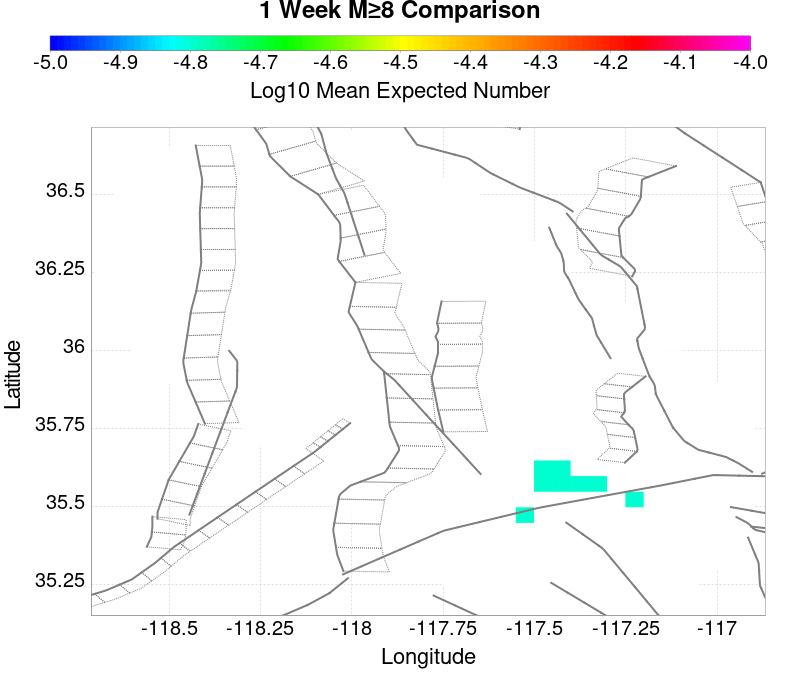 1 Week M≥8 Comparison
-5.0 -4.9 -4.8 -4.7 -4.6 -4.5 -4.4 -4.3 -4.2 -4.1 -4.0
Log10 Mean Expected Number
36.5
36.25
36
35.75
35.5
35.25
Latitude
-118.5 -118.25 -118 -117.75 -117.5 -117.25 -117
Longitude